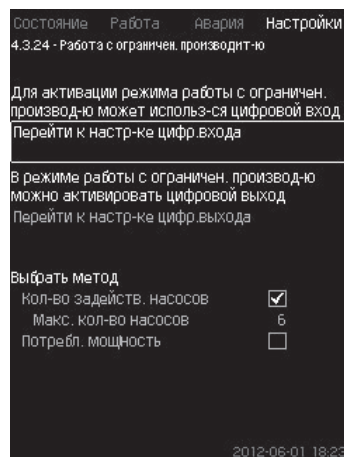 Состояние Работа Авария Настройки
4.3.24 - Работа с ограничен. производит-ю
Для активации режима работы с ограничен.
производ-ю может использ-ся цифровой вход
Перейти к настр-ке цифр.входа
В режиме работы с огранич. производ-ю
можно активировать цифровой выход
Перейти к настр-ке цифр.выхода
Выбрать метод
Кол-во задейств. насосов
Макс. кол-во насосов 6
Потребл. мощность
2012-06-01 18:23